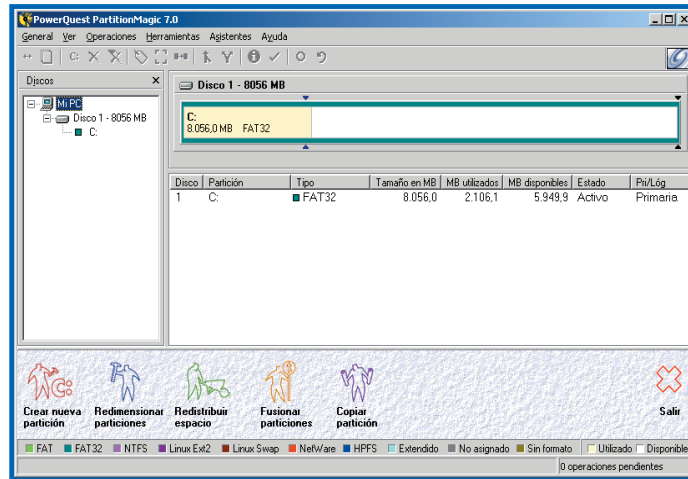 PowerQuest PartitionMagic 7.0
General Ver Operaciones Herramientas Asistentes Ayuda
C:
Discos
Mi PC
Disco 1 - 8056 MB
C:
Disco 1 - 8056 MB
C:
8.056,0 MB FAT32
Disco Partición Tipo Tamaño en MB MB utilizados MB disponibles Estado Pri/Lóg
1 C: FAT32 8.056,0 2.106,1 5.949,9 Activo Primaria
C:
Crear nueva partición
Redimensionar particiones
Redistribuir espacio
Fusionar particiones
Copiar partición
Salir
FAT FAT32 NTFS Linux Ext2 Linux Swap NetWare HPFS Extendido No asignado Sin formato Utilizado Disponible
0 operaciones pendientes